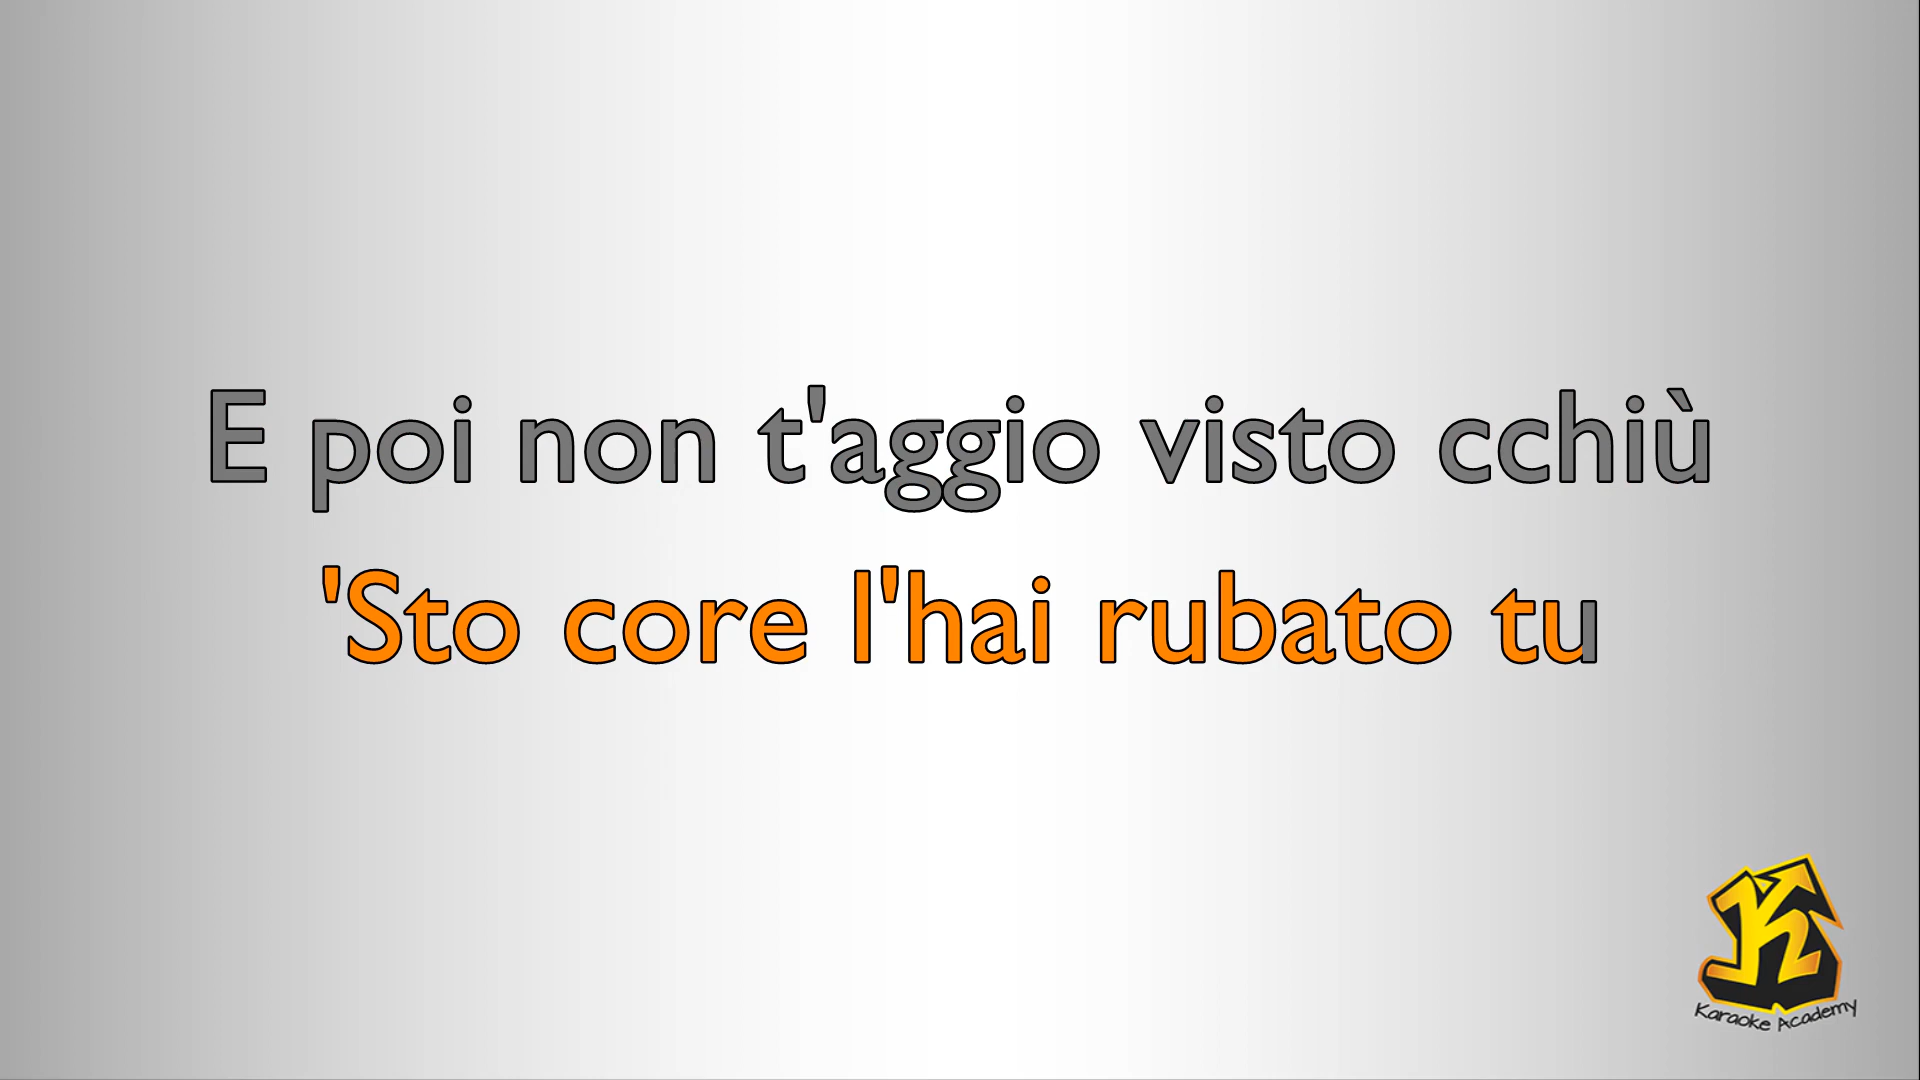 E poi non t'aggio visto cchiù
'Sto core l'hai rubato tu
K
Karaoke Academy